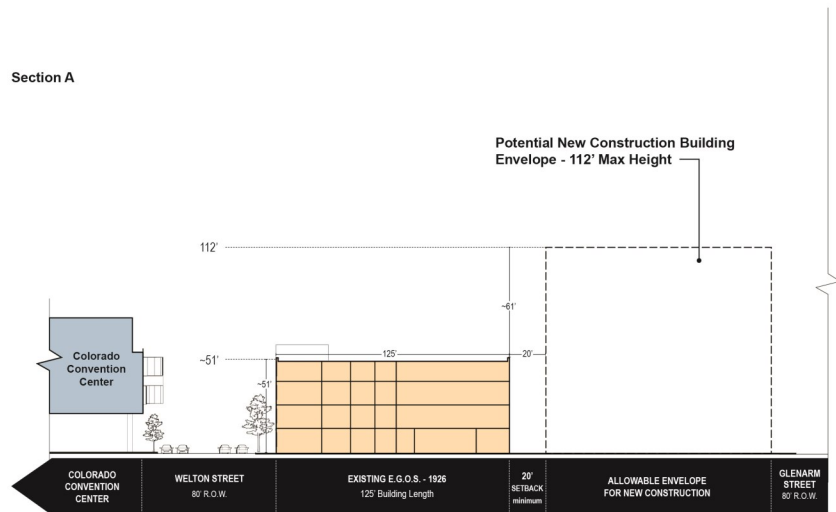 Section A
Potential New Construction Building
Envelope - 112' Max Height
112'
~61'
125'
20'
~51'
~51'
Colorado
Convention
Center
COLORADO
CONVENTION
CENTER
WELTON STREET
80' R.O.W.
EXISTING E.G.O.S. - 1926
125' Building Length
20'
SETBACK
minimum
ALLOWABLE ENVELOPE
FOR NEW CONSTRUCTION
GLENARM
STREET
80' R.O.W.